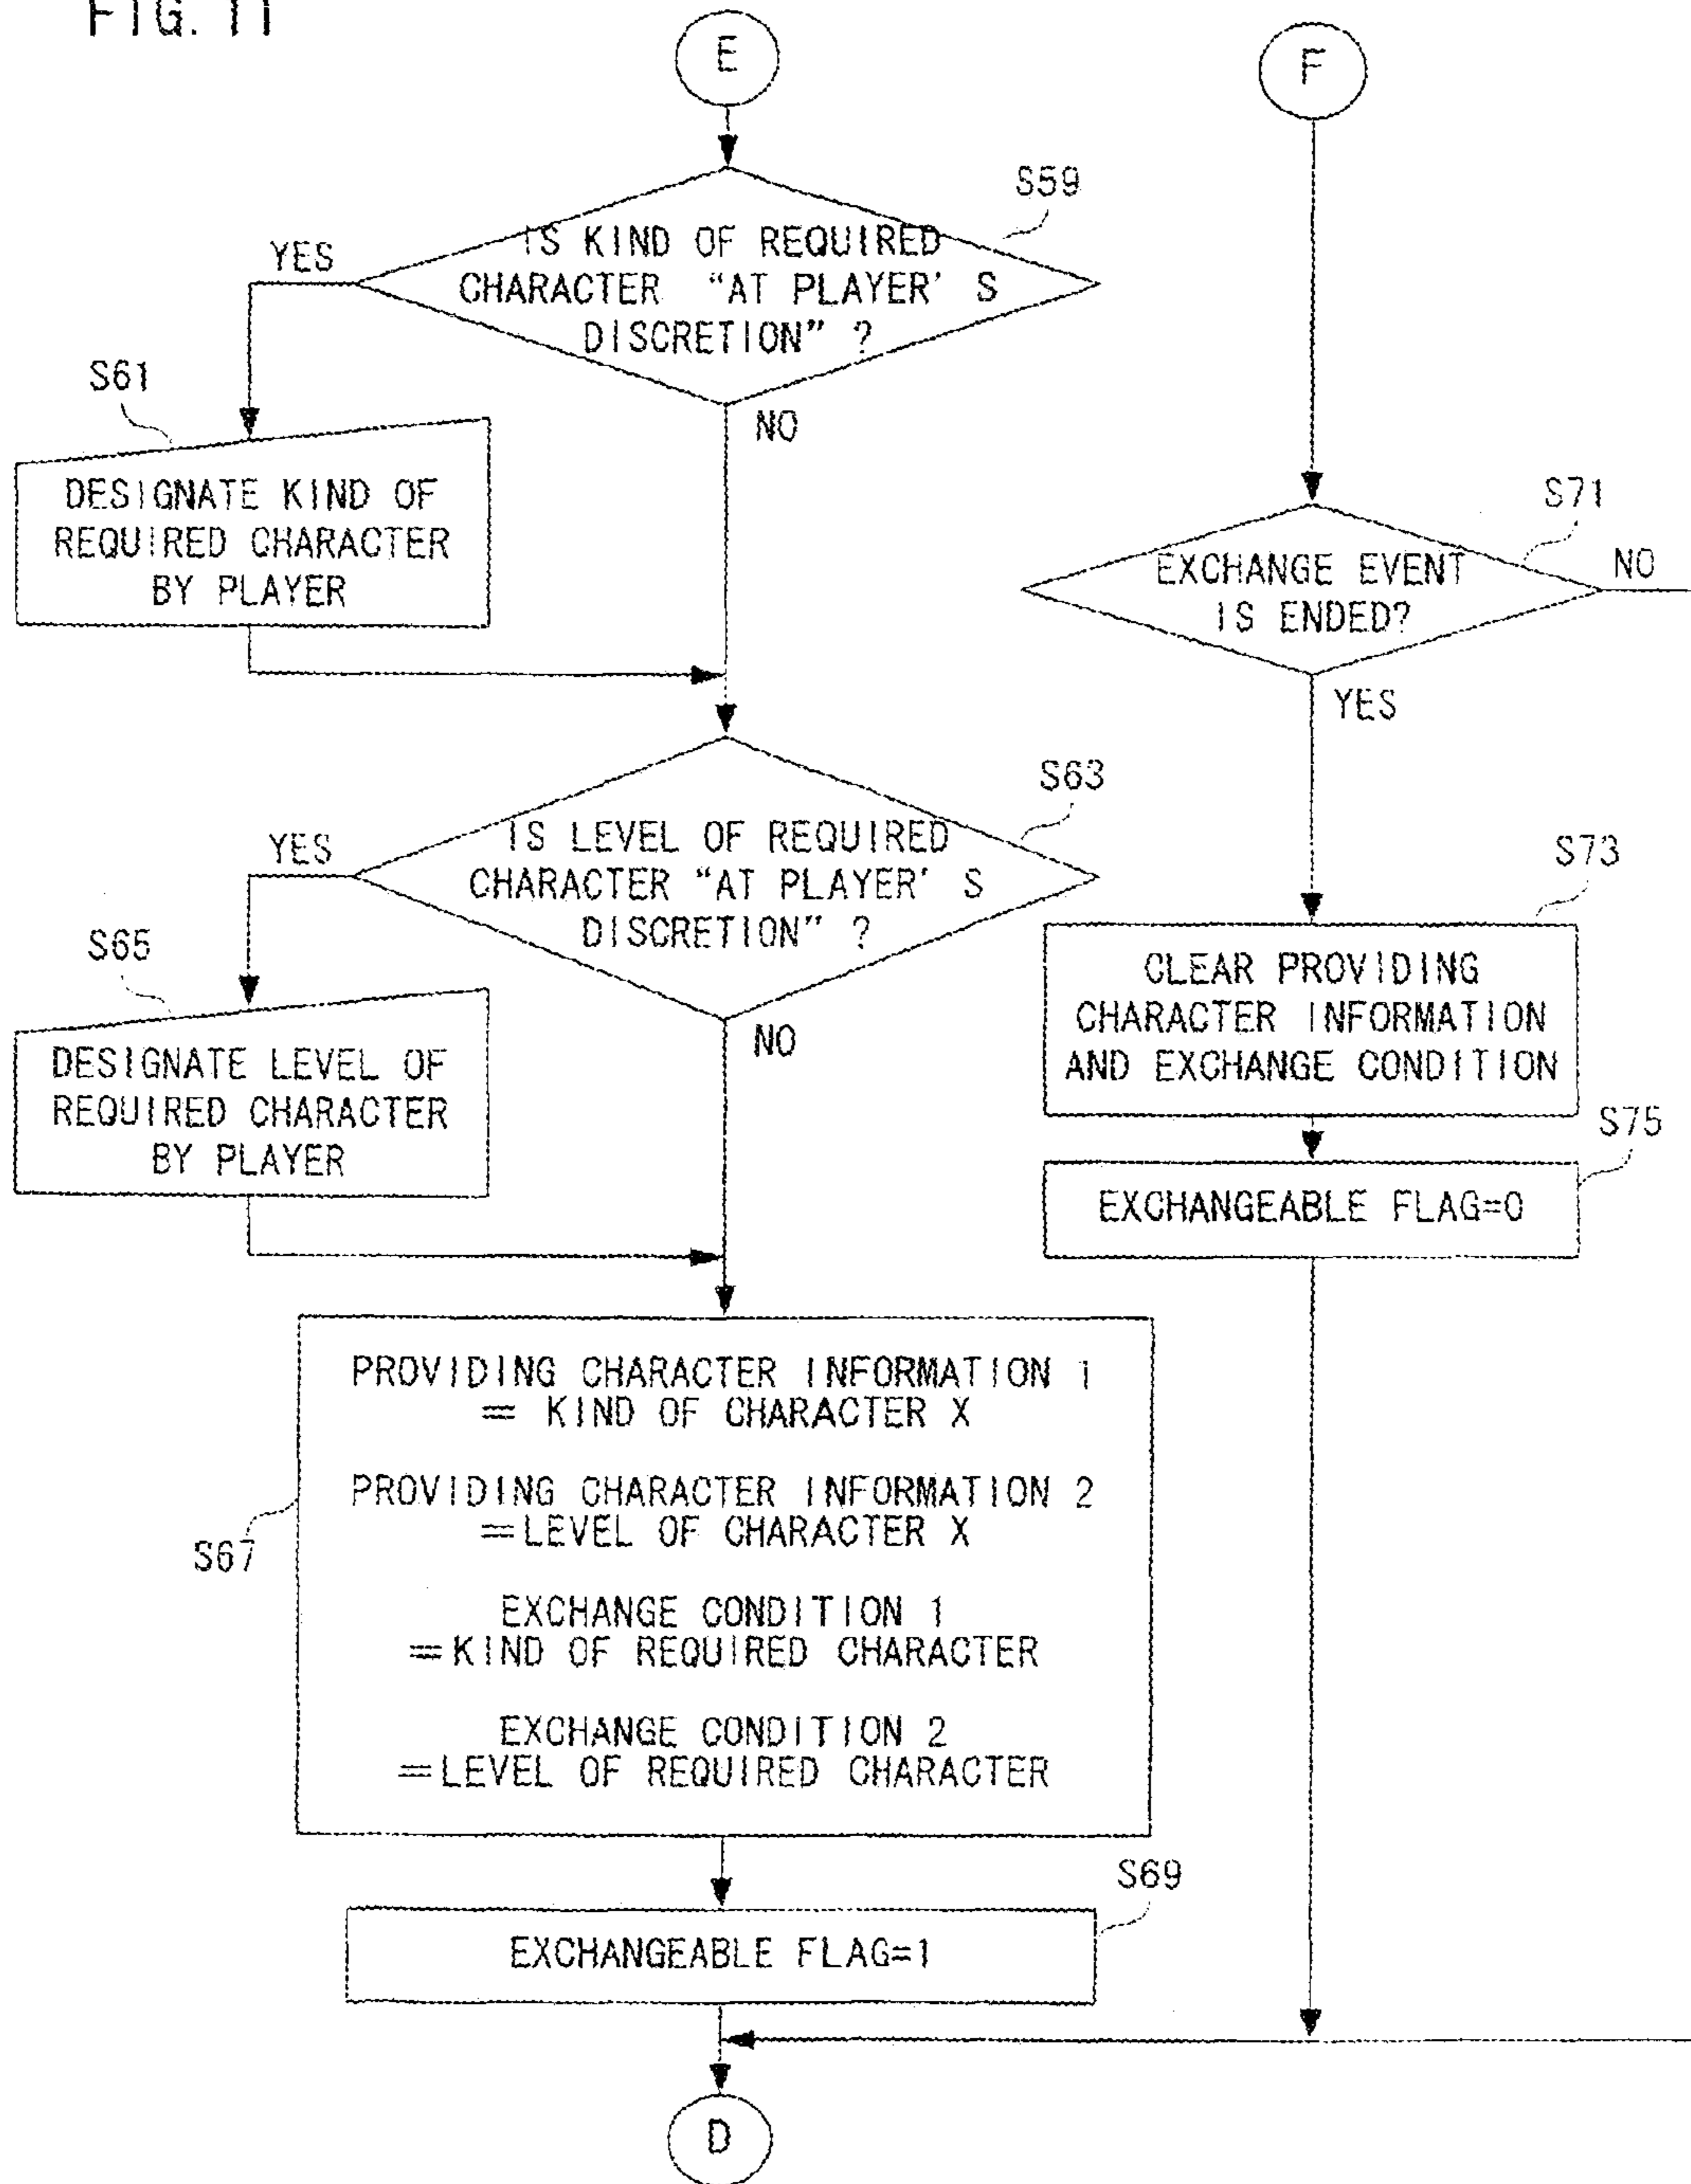 FIG. 11
E
F
S59
IS KIND OF REQUIRED
CHARACTER "AT PLAYER' S
DISCRETION" ?
YES
NO
S61
DESIGNATE KIND OF
REQUIRED CHARACTER
BY PLAYER
S71
EXCHANGE EVENT
IS ENDED?
NO
YES
S63
IS LEVEL OF REQUIRED
CHARACTER "AT PLAYER' S
DISCRETION" ?
YES
NO
S65
DESIGNATE LEVEL OF
REQUIRED CHARACTER
BY PLAYER
S73
CLEAR PROVIDING
CHARACTER INFORMATION
AND EXCHANGE CONDITION
S75
EXCHANGEABLE FLAG=0
S67
PROVIDING CHARACTER INFORMATION 1
= KIND OF CHARACTER X
PROVIDING CHARACTER INFORMATION 2
=LEVEL OF CHARACTER X
EXCHANGE CONDITION 1
=KIND OF REQUIRED CHARACTER
EXCHANGE CONDITION 2
=LEVEL OF REQUIRED CHARACTER
S69
EXCHANGEABLE FLAG=1
D